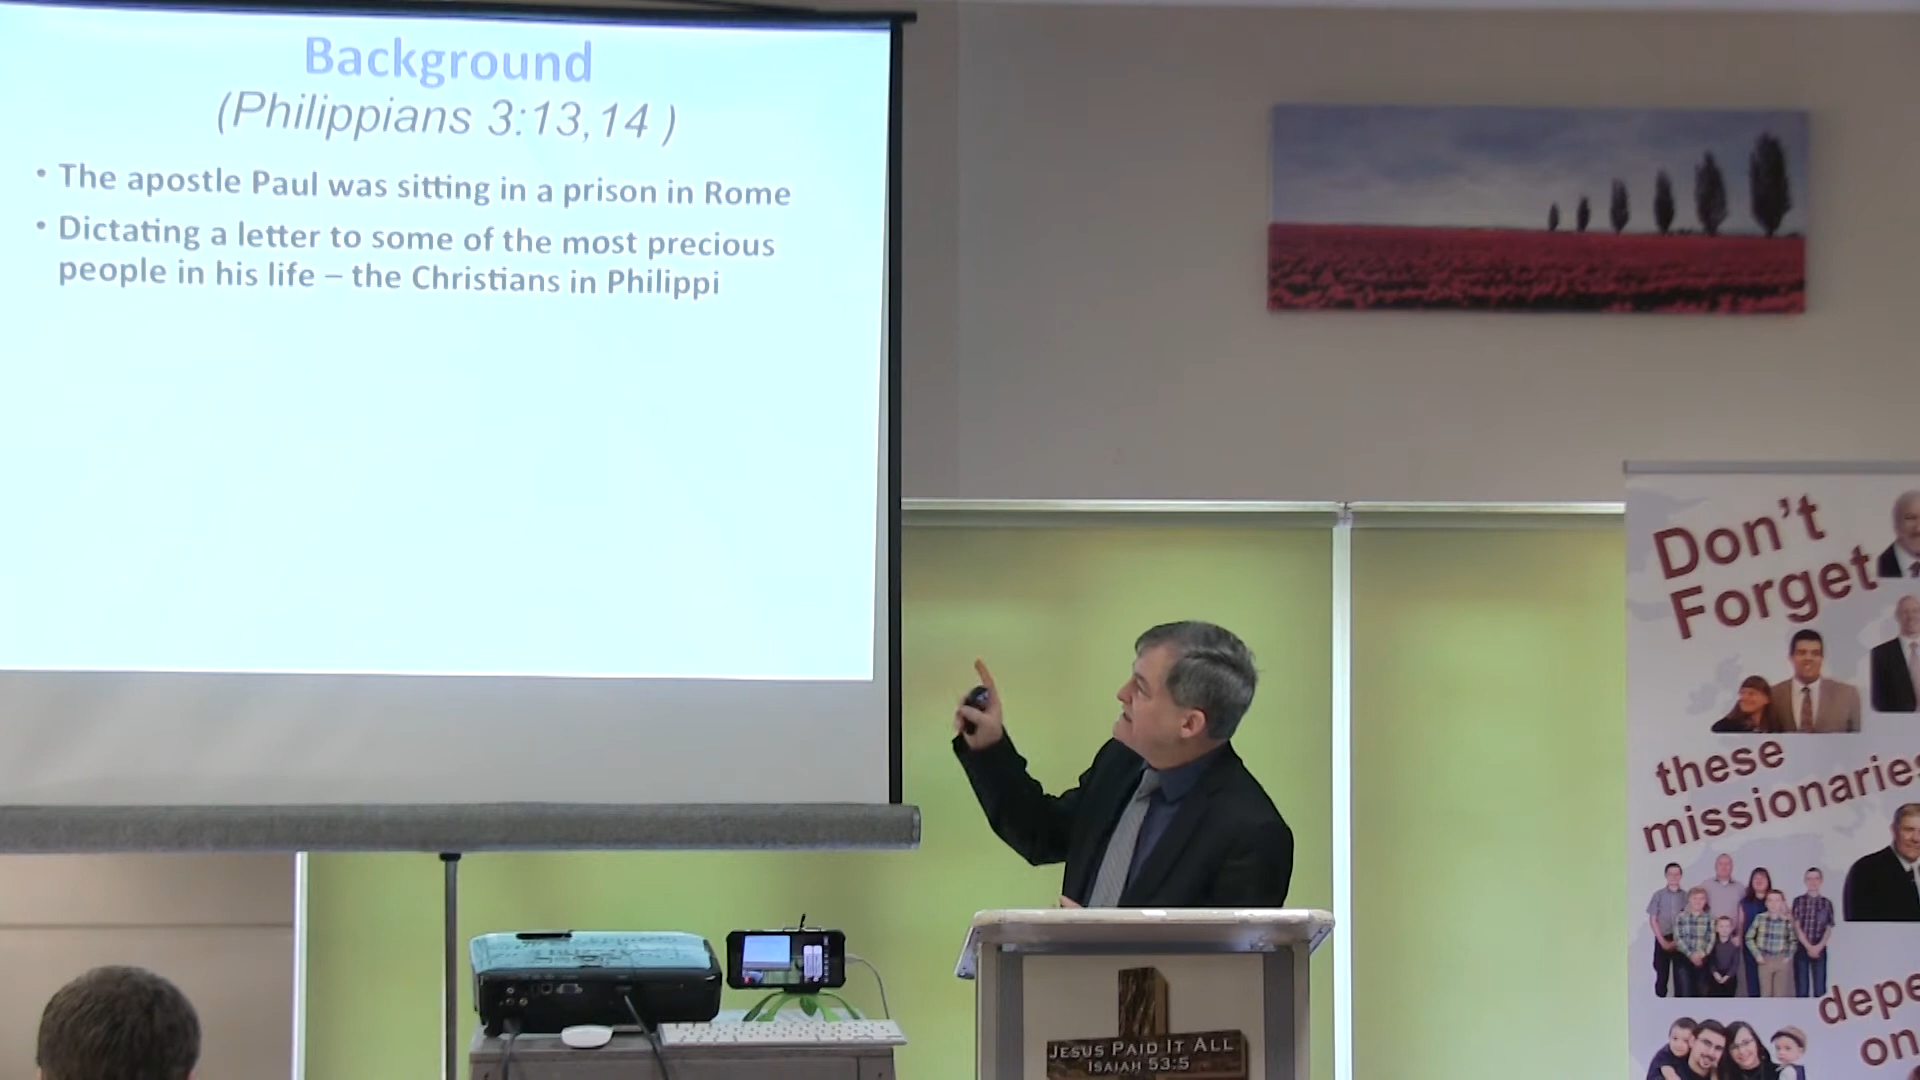 Background
(Philippians 3:13,14 )
• The apostle Paul was sitting in a prison in Rome
• Dictating a letter to some of the most precious
people in his life – the Christians in Philippi
Don't
Forget
these
missionaries
on
JESUS PAID IT ALL
ISAIAH 53:5